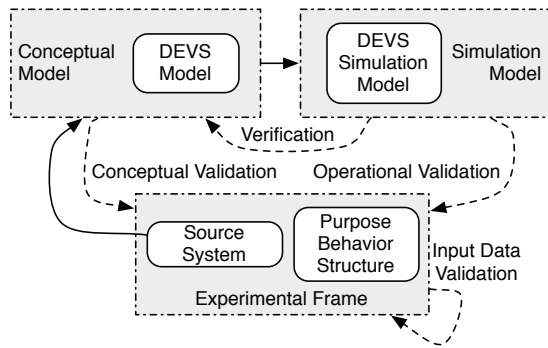 Conceptual
Model
DEVS
Model
DEVS
Simulation
Model
Simulation
Model
Verification
Conceptual Validation
Operational Validation
Source
System
Purpose
Behavior
Structure
Input Data
Validation
Experimental Frame